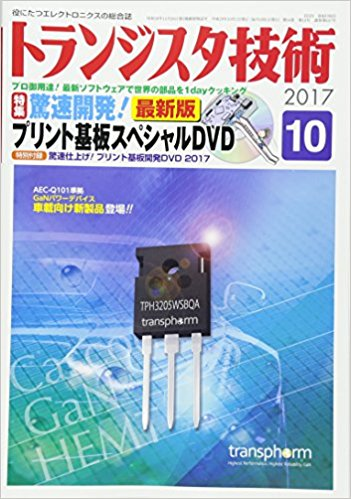 役にたつエレクトロニクスの総合誌
トランジスタ技術
プロ御用達！最新ソフトウェアで世界の部品を1dayクッキング
2017
特集
驚速開発！
最新版
10
プリント基板スペシャルDVD
特別付録
驚速仕上げ！プリント基板開発DVD 2017
AEC-Q101準拠
GaNパワーデバイス
車載向け新製品登場!!
TPH3205WSBQA
transphorm
Cascode
GaN
HEMT
transphorm
Highest Performance, Highest Reliability, GaN